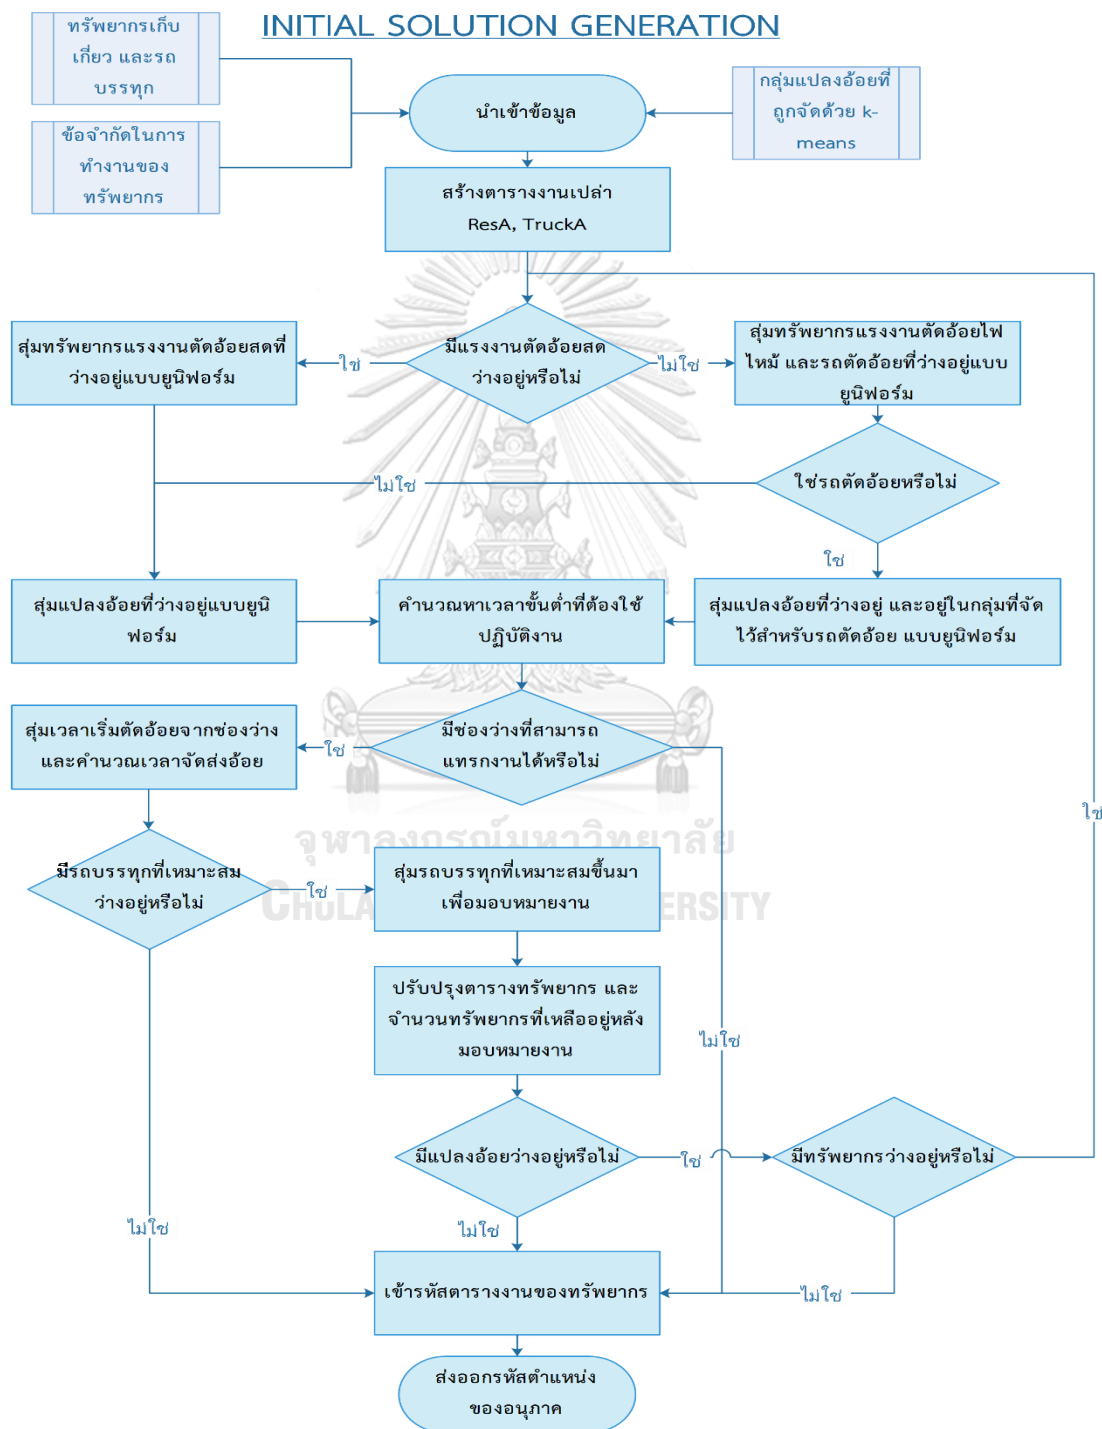 INITIAL SOLUTION GENERATION
ทรัพยากรเก็บ
เกี่ยว และรถ
บรรทุก
นำเข้าข้อมูล
กลุ่มแปลงอ้อยที่
ถูกจัดด้วย k-
means
ข้อจำกัดในการ
ทำงานของ
ทรัพยากร
สร้างตารางงานเปล่า
ResA, TruckA
สุ่มทรัพยากรแรงงานตัดอ้อยสดที่
ว่างอยู่แบบยูนิฟอร์ม
ใช่
มีแรงงานตัดอ้อยสด
ว่างอยู่หรือไม่
ไม่ใช่
สุ่มทรัพยากรแรงงานตัดอ้อยไฟ
ไหม้ และรถตัดอ้อยที่ว่างอยู่แบบ
ยูนิฟอร์ม
ไม่ใช่
ใช่รถตัดอ้อยหรือไม่
ใช่
สุ่มแปลงอ้อยที่ว่างอยู่แบบยูนิ
ฟอร์ม
คำนวณหาเวลาขั้นต่ำที่ต้องใช้
ปฏิบัติงาน
สุ่มแปลงอ้อยที่ว่างอยู่ และอยู่ในกลุ่มที่จัด
ไว้สำหรับรถตัดอ้อย แบบยูนิฟอร์ม
สุ่มเวลาเริ่มตัดอ้อยจากช่องว่าง
และคำนวณเวลาจัดส่งอ้อย
ใช่
มีช่องว่างที่สามารถ
แทรกงานได้หรือไม่
ใช่
จุฬาลงกรณ์มหาวิทยาลัย
มีรถบรรทุกที่เหมาะสม
ว่างอยู่หรือไม่
ใช่
สุ่มรถบรรทุกที่เหมาะสมขึ้นมา
เพื่อมอบหมายงาน
CHULA ERSITY
ปรับปรุงตารางทรัพยากร และ
จำนวนทรัพยากรที่เหลืออยู่หลัง
มอบหมายงาน
ไม่ใช่
มีแปลงอ้อยว่างอยู่หรือไม่
ใช่
มีทรัพยากรว่างอยู่หรือไม่
ไม่ใช่
ไม่ใช่
เข้ารหัสตารางงานของทรัพยากร
ไม่ใช่
ส่งออกรหัสตำแหน่ง
ของอนุภาค